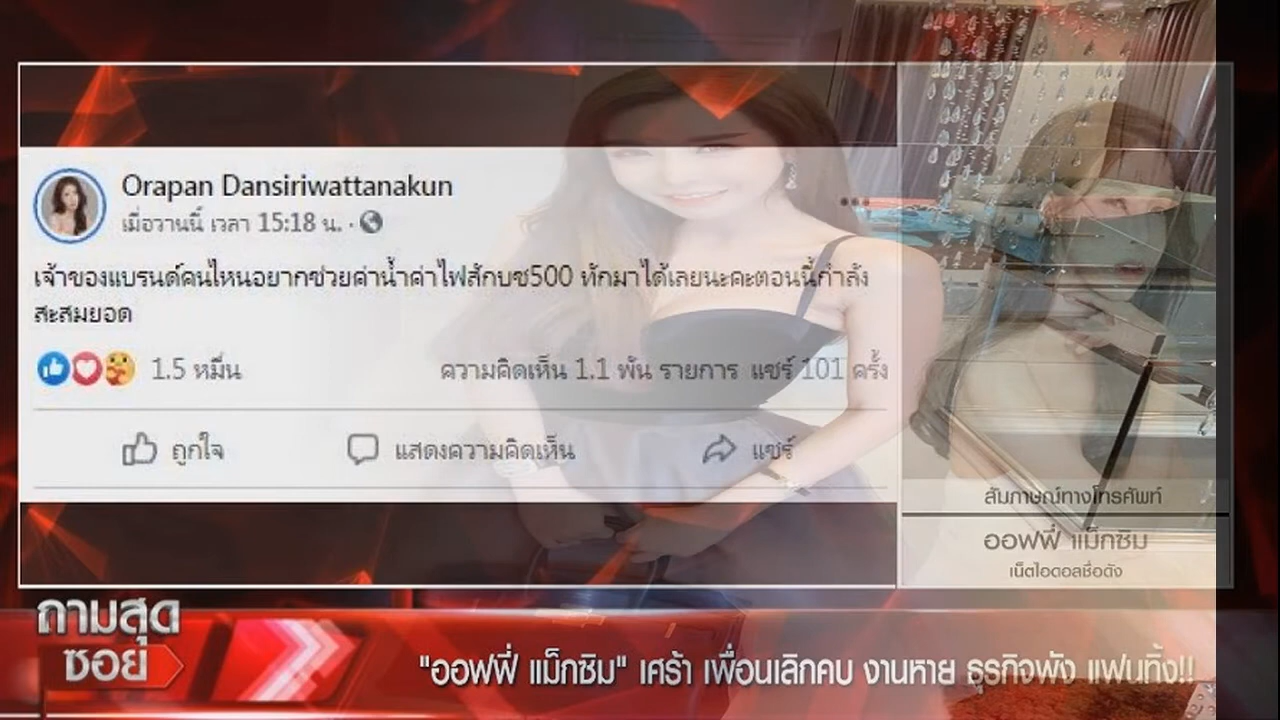 Orapan Dansiriwattanakun
เมื่อวานนี้ เวลา 15:18 น. ·
เจ้าของแบรนด์คนไหนอยากช่วยค่าน้ำค่าไฟสักบซ500 ทักมาได้เลยนะคะตอนนี้กำลัง
สะสมยอด
1.5 หมื่น ความคิดเห็น 1.1 พัน รายการ แชร์ 101 ครั้ง
ถูกใจ แสดงความคิดเห็น แชร์
สัมภาษณ์ทางโทรศัพท์
ออฟฟี่ แม็กซิม
เน็ตไอดอลชื่อดัง
ถามสุด
ซอย
"ออฟฟี่ แม็กซิม" เศร้า เพื่อนเลิกคบ งานหาย ธุรกิจพัง แฟนทิ้ง!!